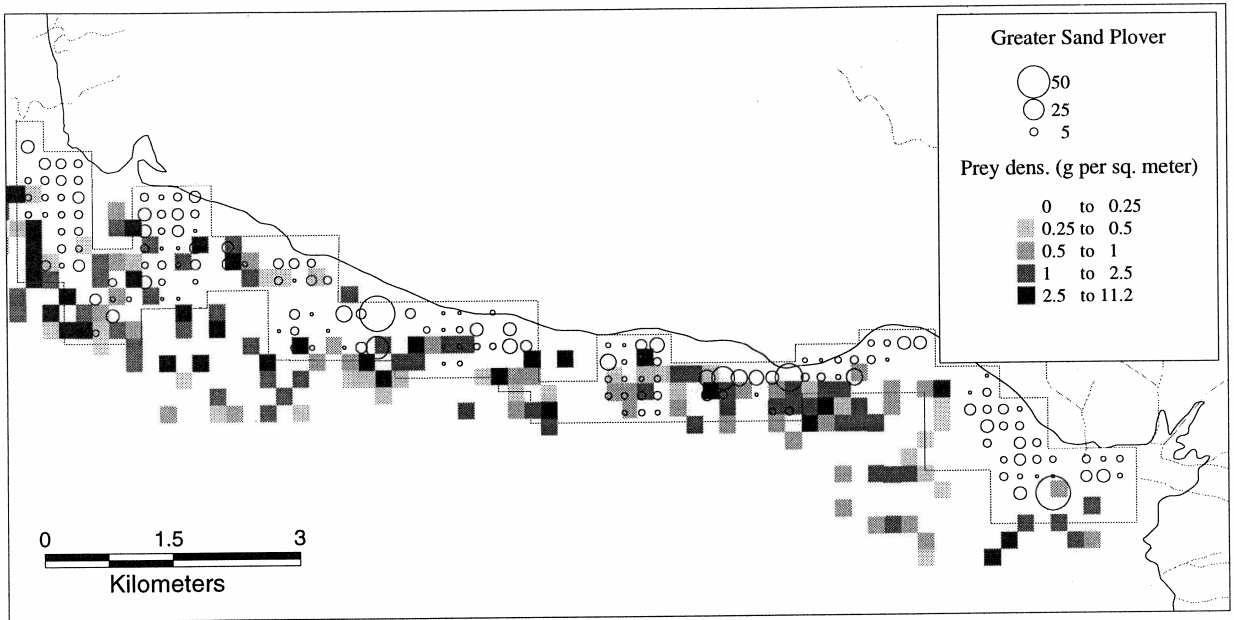 Greater Sand Plover
50
25
5
Prey dens. (g per sq. meter)
0 to 0.25
0.25 to 0.5
0.5 to 1
1 to 2.5
2.5 to 11.2
0 1.5 3
Kilometers